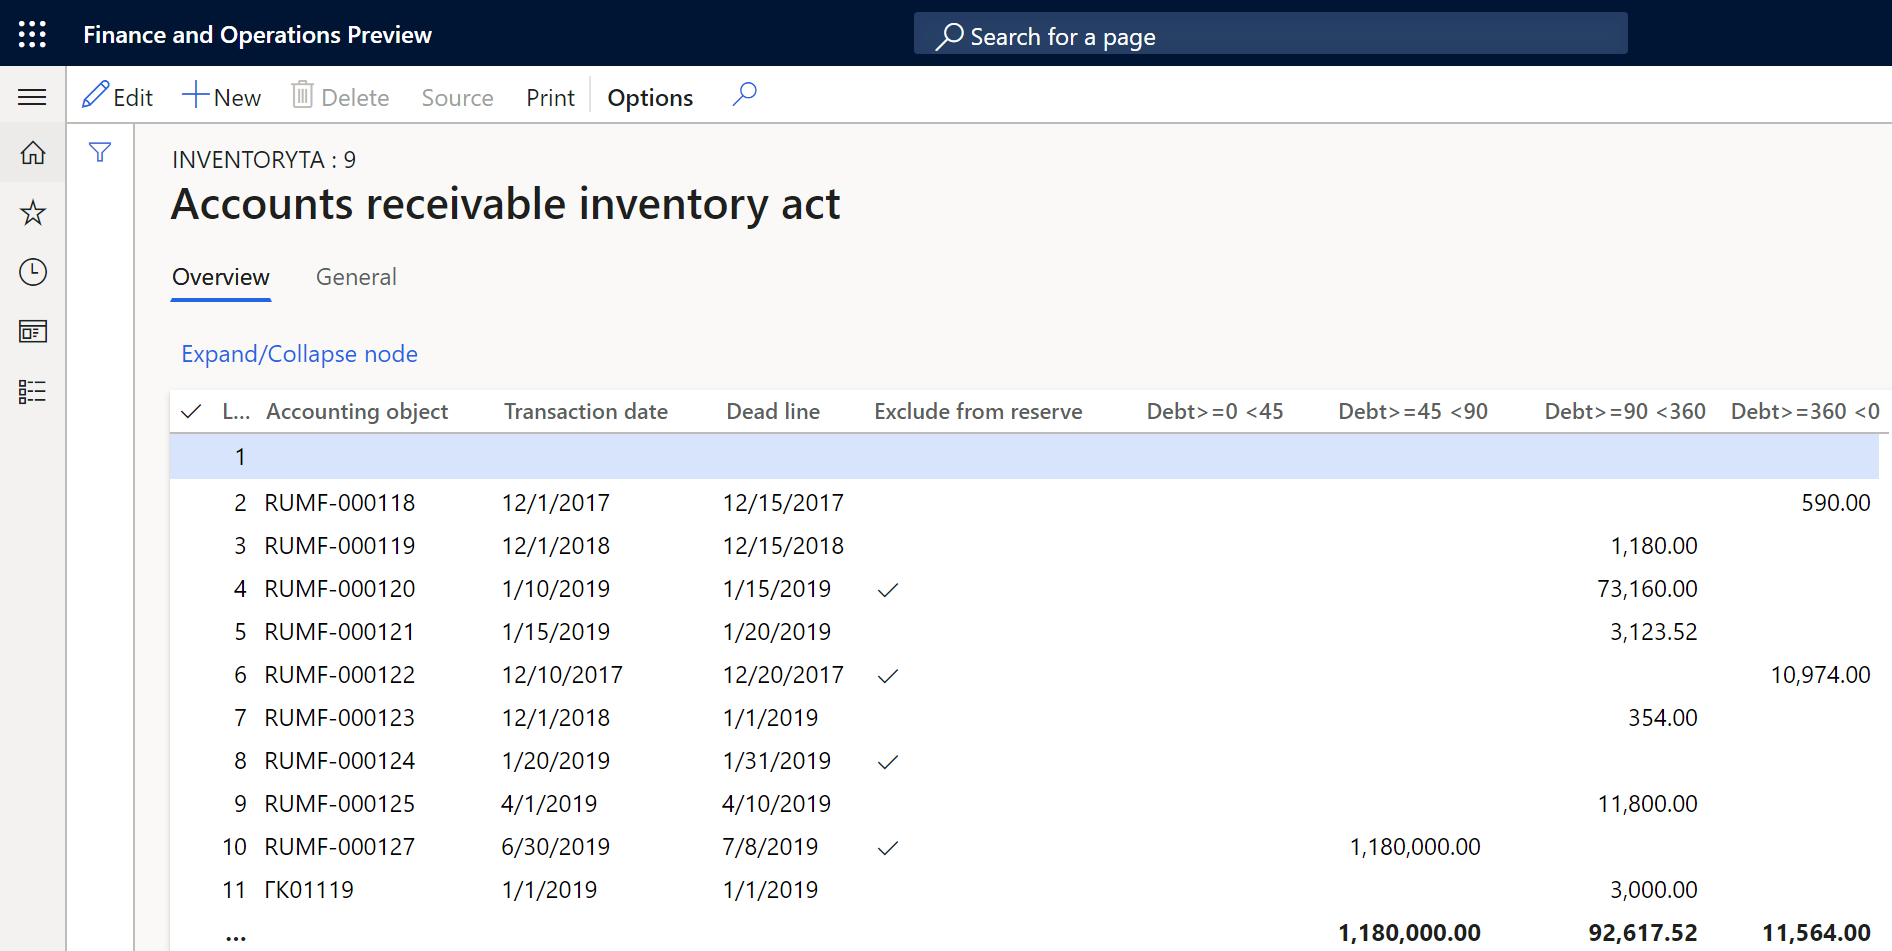 Finance and Operations Preview
Search for a page
Edit New Delete Source Print Options
INVENTORYTA : 9
Accounts receivable inventory act
Overview General
Expand/Collapse node
L... Accounting object Transaction date Dead line Exclude from reserve Debt>=0 <45 Debt>=45 <90 Debt>=90 <360 Debt>=360 <0
1
2 RUMF-000118 12/1/2017 12/15/2017 590.00
3 RUMF-000119 12/1/2018 12/15/2018 1,180.00
4 RUMF-000120 1/10/2019 1/15/2019 73,160.00
5 RUMF-000121 1/15/2019 1/20/2019 3,123.52
6 RUMF-000122 12/10/2017 12/20/2017 10,974.00
7 RUMF-000123 12/1/2018 1/1/2019 354.00
8 RUMF-000124 1/20/2019 1/31/2019
9 RUMF-000125 4/1/2019 4/10/2019 11,800.00
10 RUMF-000127 6/30/2019 7/8/2019 1,180,000.00
11 ГК01119 1/1/2019 1/1/2019 3,000.00
... 1,180,000.00 92,617.52 11,564.00